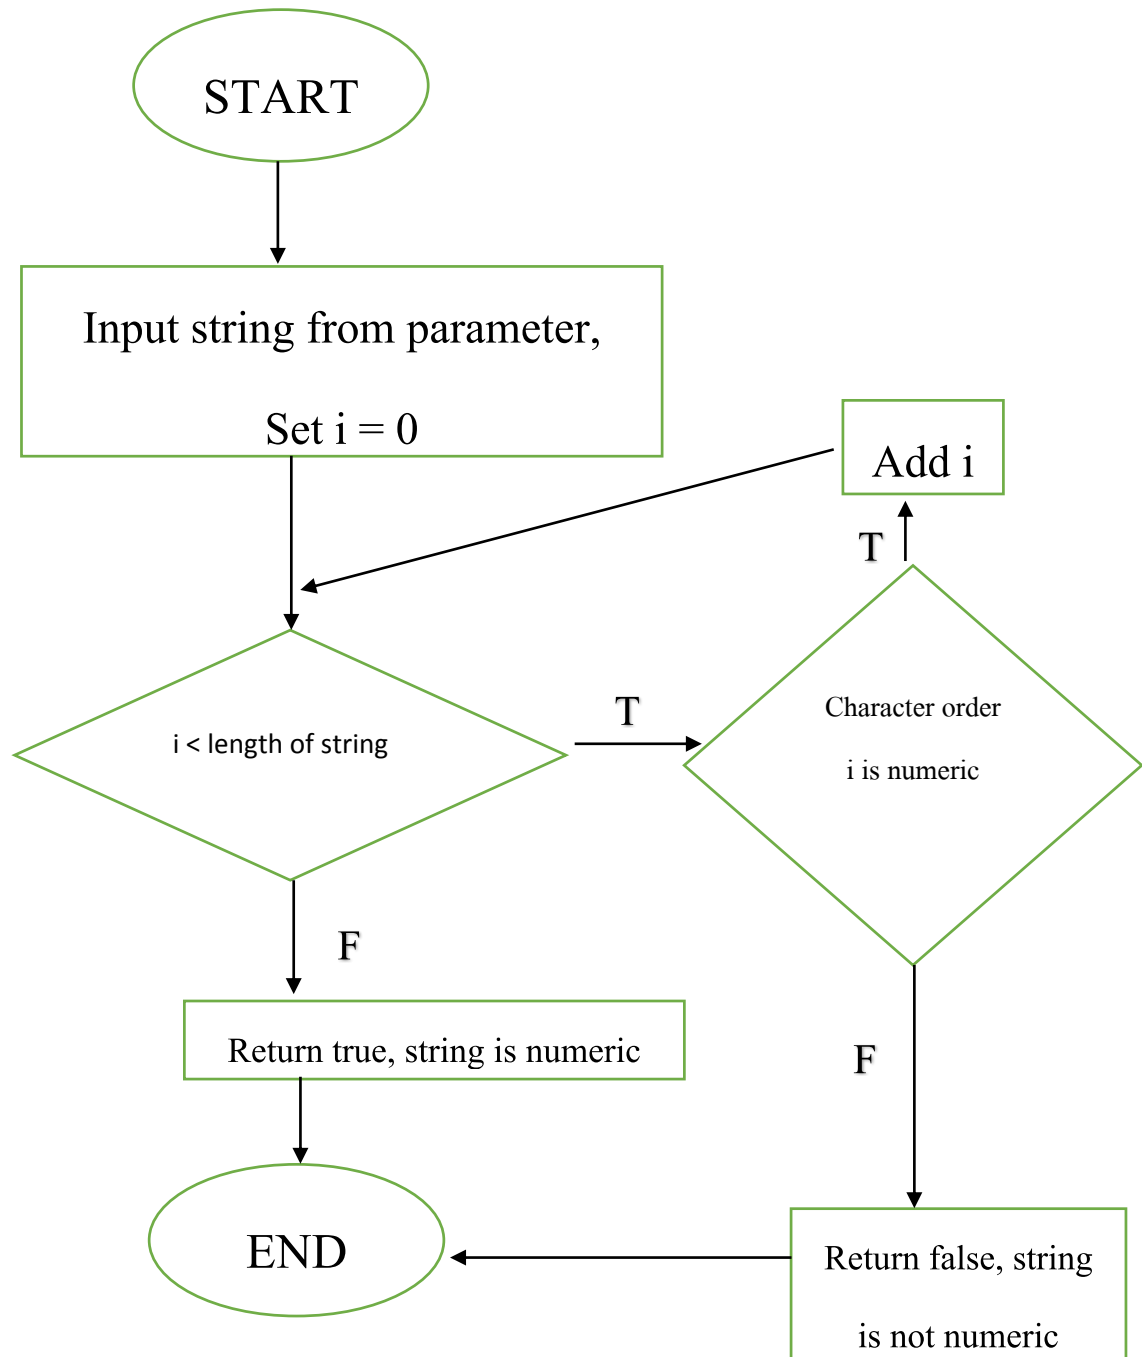 START
Input string from parameter,
Set i = 0
Add i
T
i < length of string
T
Character order
i is numeric
F
Return true, string is numeric
F
END
Return false, string
is not numeric